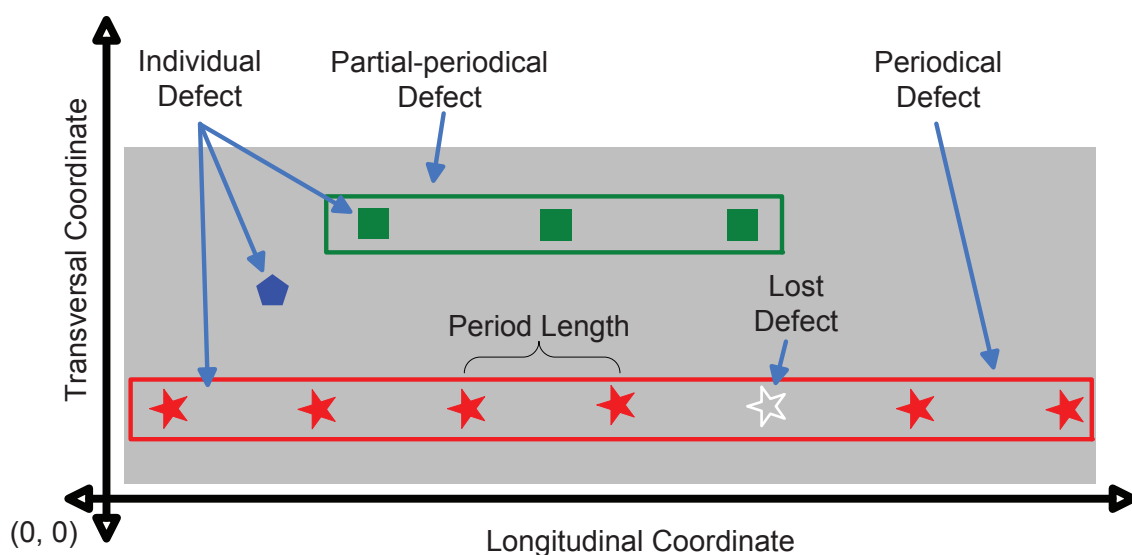 Individual
Defect
Partial-periodical
Defect
Periodical
Defect
Transversal Coordinate
Lost
Defect
Period Length
(0, 0)
Longitudinal Coordinate